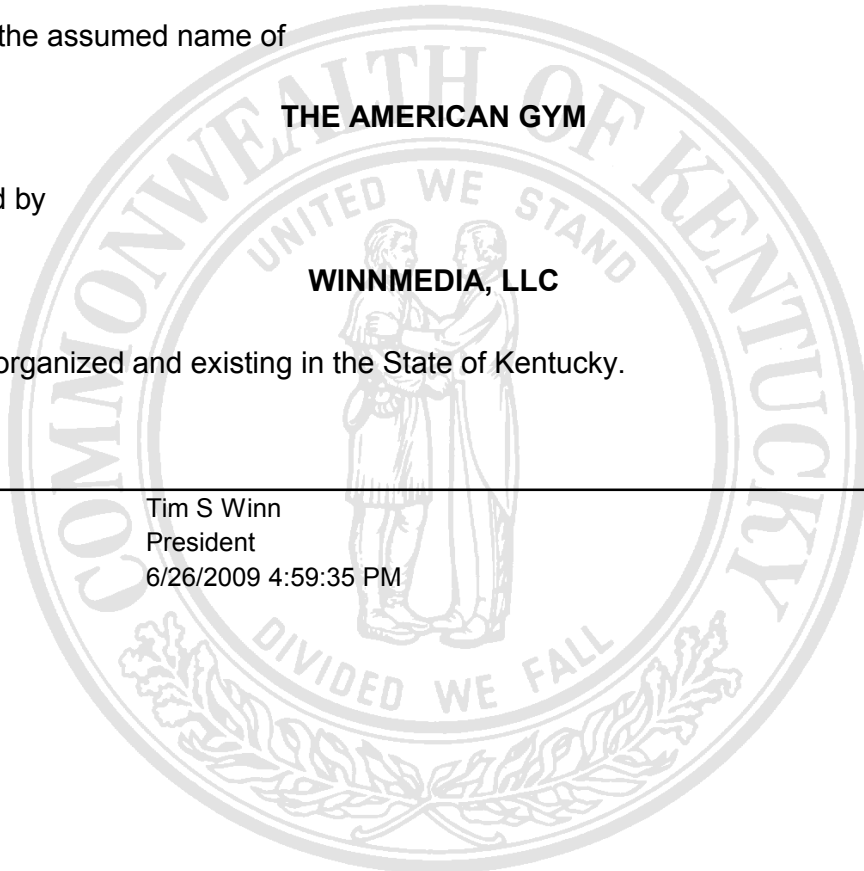 the assumed name of
THE AMERICAN GYM
d by
WINNMEDIA, LLC
organized and existing in the State of Kentucky.
Tim S Winn
President
6/26/2009 4:59:35 PM
COMMONWEALTH OF KENTUCKY
UNITED WE STAND
DIVIDED WE FALL